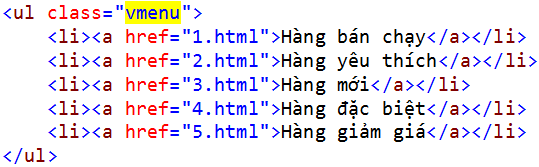 <ul class="vmenu">
    <li><a href="1.html">Hàng bán chạy</a></li>
    <li><a href="2.html">Hàng yêu thích</a></li>
    <li><a href="3.html">Hàng mới</a></li>
    <li><a href="4.html">Hàng đặc biệt</a></li>
    <li><a href="5.html">Hàng giảm giá</a></li>
</ul>